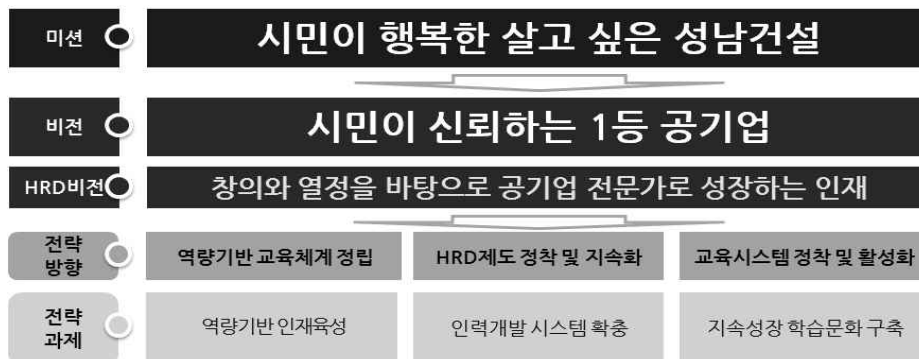 미션
시민이 행복한 살고 싶은 성남건설
비전
시민이 신뢰하는 1등 공기업
HRD비전
창의와 열정을 바탕으로 공기업 전문가로 성장하는 인재
전략
방향
역량기반 교육체계 정립
HRD제도 정착 및 지속화
교육시스템 정착 및 활성화
전략
과제
역량기반 인재육성
인력개발 시스템 확충
지속성장 학습문화 구축